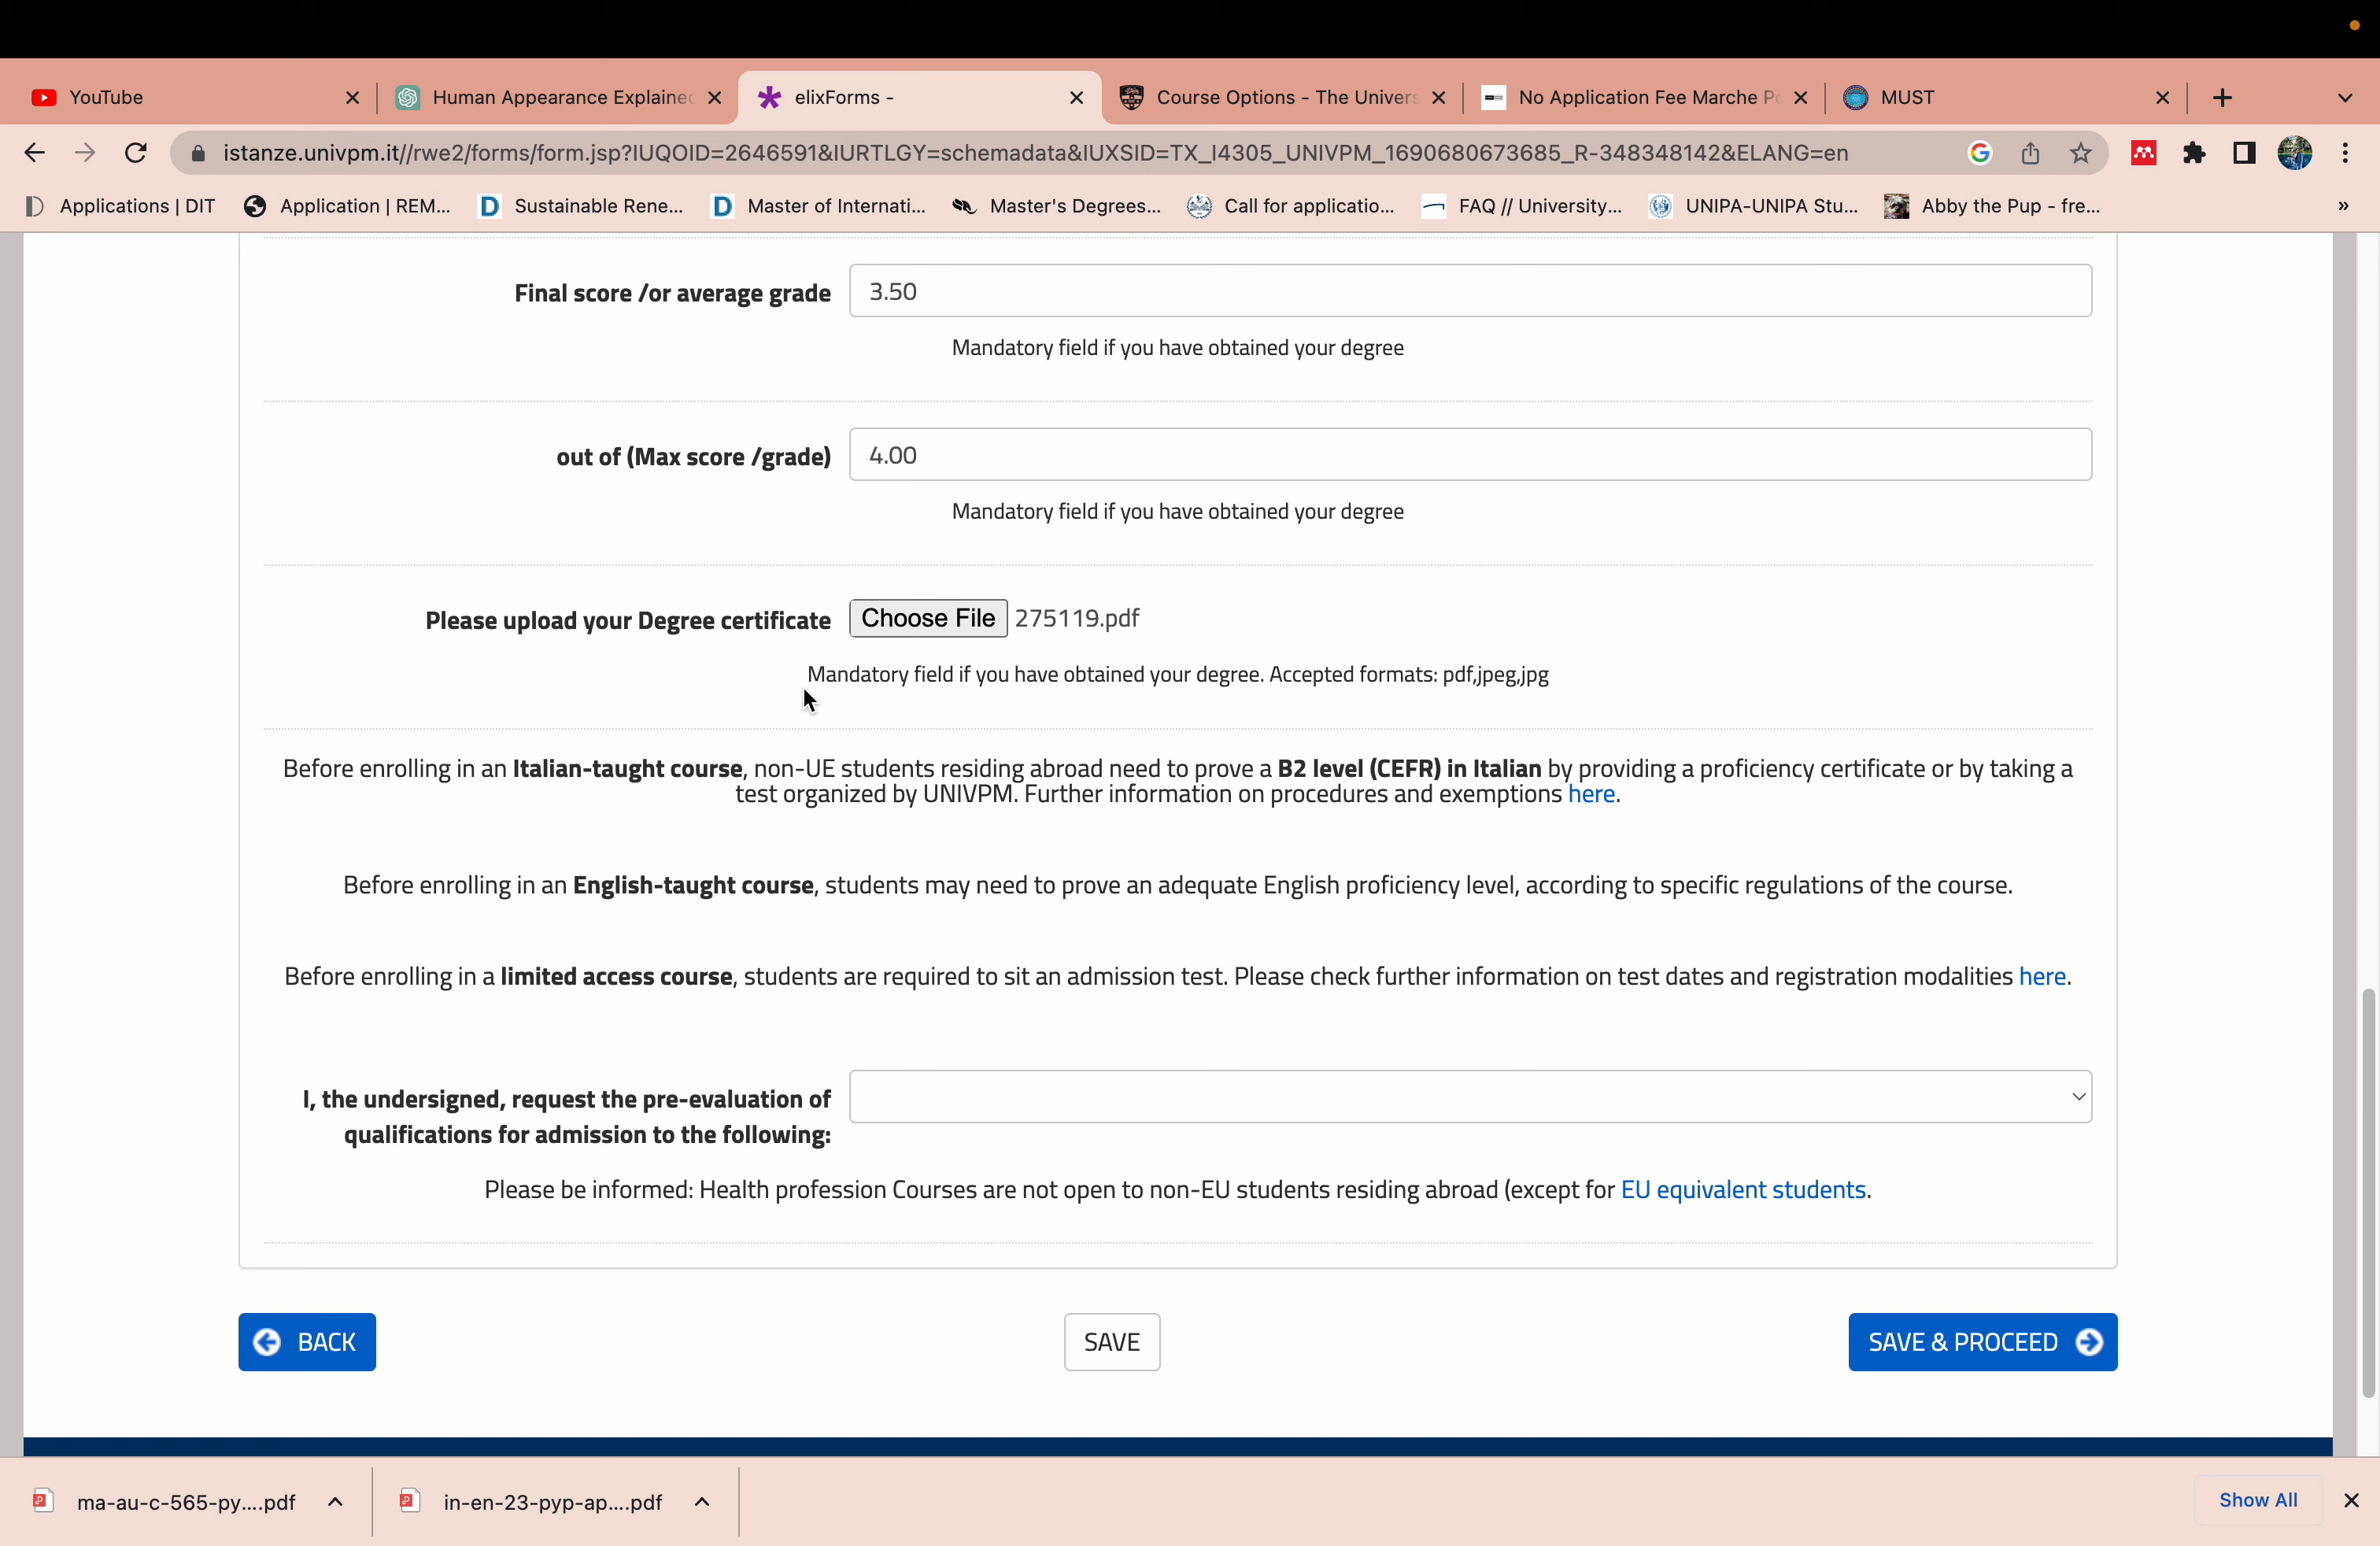 YouTube
Human Appearance Explained
elixForms -
Course Options - The Univers
No Application Fee Marche Po
MUST
istanze.univpm.it//rwe2/forms/form.jsp?IUQOID=2646591&IURTLGY=schemadata&IUXSID=TX_I4305_UNIVPM_1690680673685_R-348348142&ELANG=en
Applications | DIT
Application | REM...
Sustainable Rene...
Master of Internati...
Master's Degrees...
Call for applicatio...
FAQ // University...
UNIPA-UNIPA Stu...
Abby the Pup - fre...
»
Final score /or average grade
3.50
Mandatory field if you have obtained your degree
out of (Max score /grade)
4.00
Mandatory field if you have obtained your degree
Please upload your Degree certificate
Choose File 275119.pdf
Mandatory field if you have obtained your degree. Accepted formats: pdf,jpeg,jpg
Before enrolling in an Italian-taught course, non-UE students residing abroad need to prove a B2 level (CEFR) in Italian by providing a proficiency certificate or by taking a
test organized by UNIVPM. Further information on procedures and exemptions here.
Before enrolling in an English-taught course, students may need to prove an adequate English proficiency level, according to specific regulations of the course.
Before enrolling in a limited access course, students are required to sit an admission test. Please check further information on test dates and registration modalities here.
I, the undersigned, request the pre-evaluation of
qualifications for admission to the following:
Please be informed: Health profession Courses are not open to non-EU students residing abroad (except for EU equivalent students.
BACK
SAVE
SAVE & PROCEED
ma-au-c-565-py....pdf
in-en-23-pyp-ap....pdf
Show All